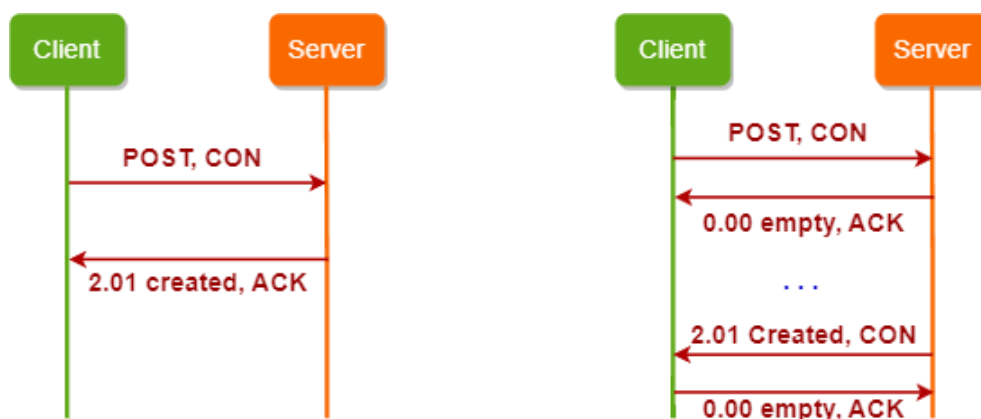 Client
Server
POST, CON
2.01 created, ACK
Client
Server
POST, CON
0.00 empty, ACK
...
2.01 Created, CON
0.00 empty, ACK